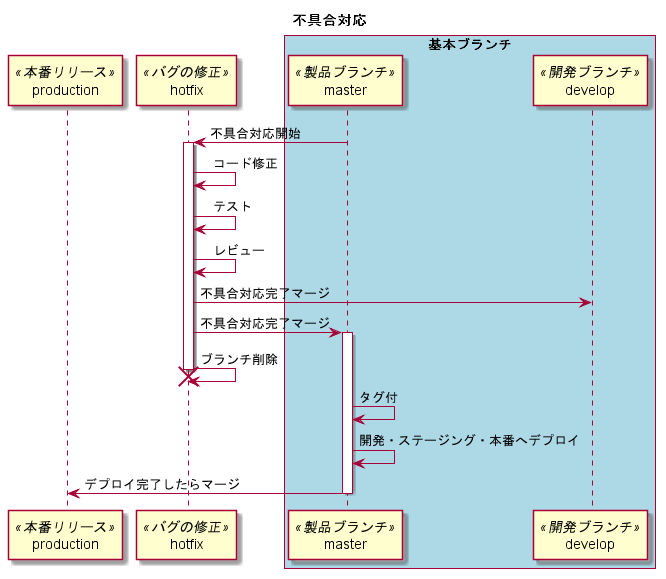 不具合対応
基本ブランチ
«本番リリース»
production
«バグの修正»
hotfix
«製品ブランチ»
master
«開発ブランチ»
develop
不具合対応開始
コード修正
テスト
レビュー
不具合対応完了マージ
不具合対応完了マージ
ブランチ削除
タグ付
開発・ステージング・本番へデプロイ
デプロイ完了したらマージ
«本番リリース»
production
«バグの修正»
hotfix
«製品ブランチ»
master
«開発ブランチ»
develop